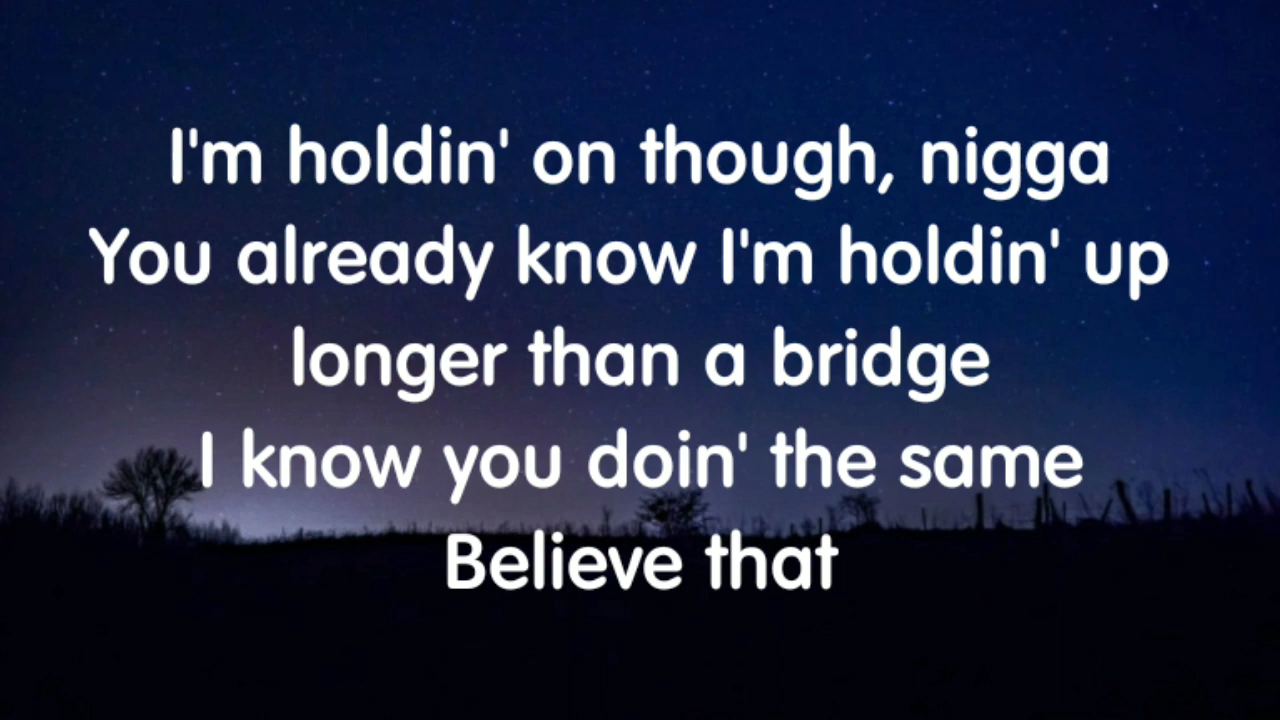 I'm holdin' on though, nigga
You already know I'm holdin' up
longer than a bridge
I know you doin' the same
Believe that